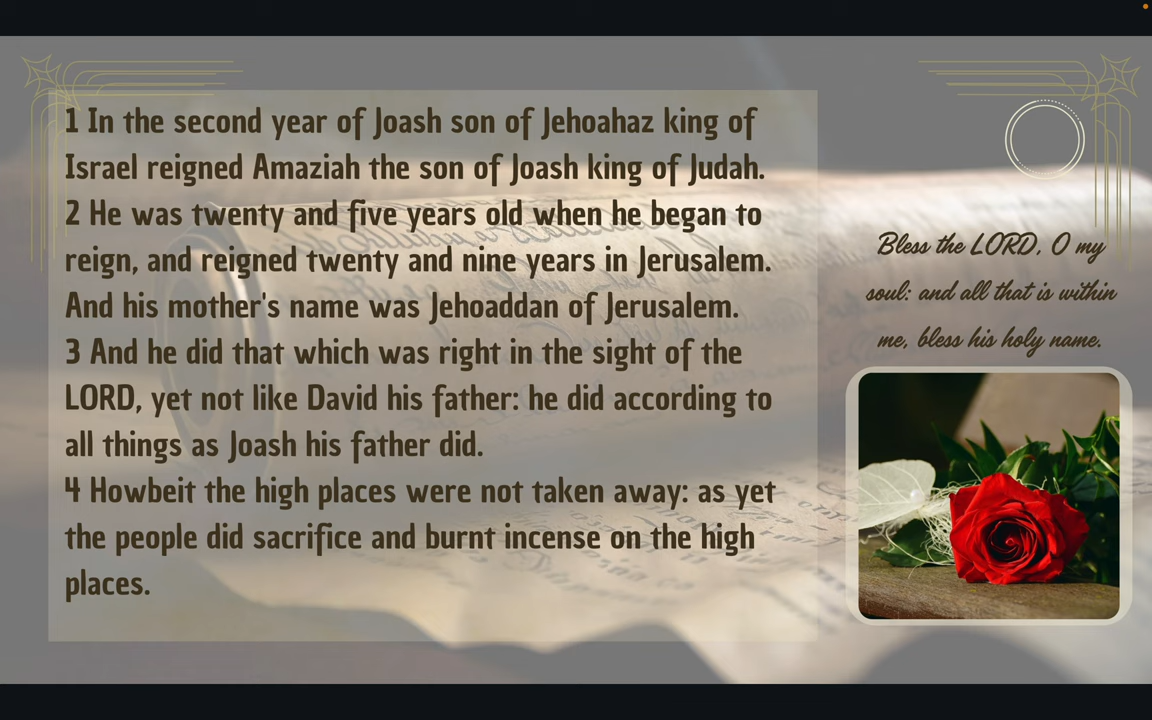 1 In the second year of Joash son of Jehoahaz king of
Israel reigned Amaziah the son of Joash king of Judah.
2 He was twenty and five years old when he began to
reign, and reigned twenty and nine years in Jerusalem.
And his mother's name was Jehoaddan of Jerusalem.
3 And he did that which was right in the sight of the
LORD, yet not like David his father: he did according to
all things as Joash his father did.
4 Howbeit the high places were not taken away: as yet
the people did sacrifice and burnt incense on the high
places.
Bless the LORD, O my
soul: and all that is within
me, bless his holy name.